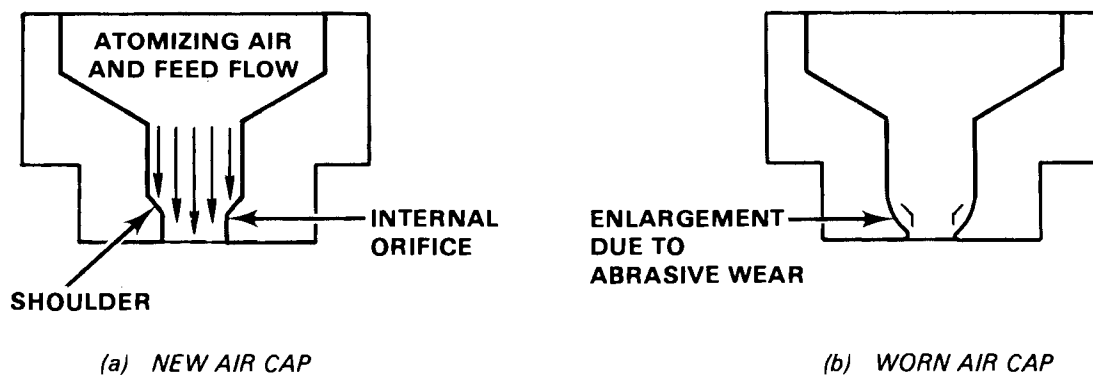 ATOMIZING AIR
AND FEED FLOW
INTERNAL
ORIFICE
SHOULDER
(a) NEW AIR CAP
ENLARGEMENT
DUE TO
ABRASIVE WEAR
(b) WORN AIR CAP